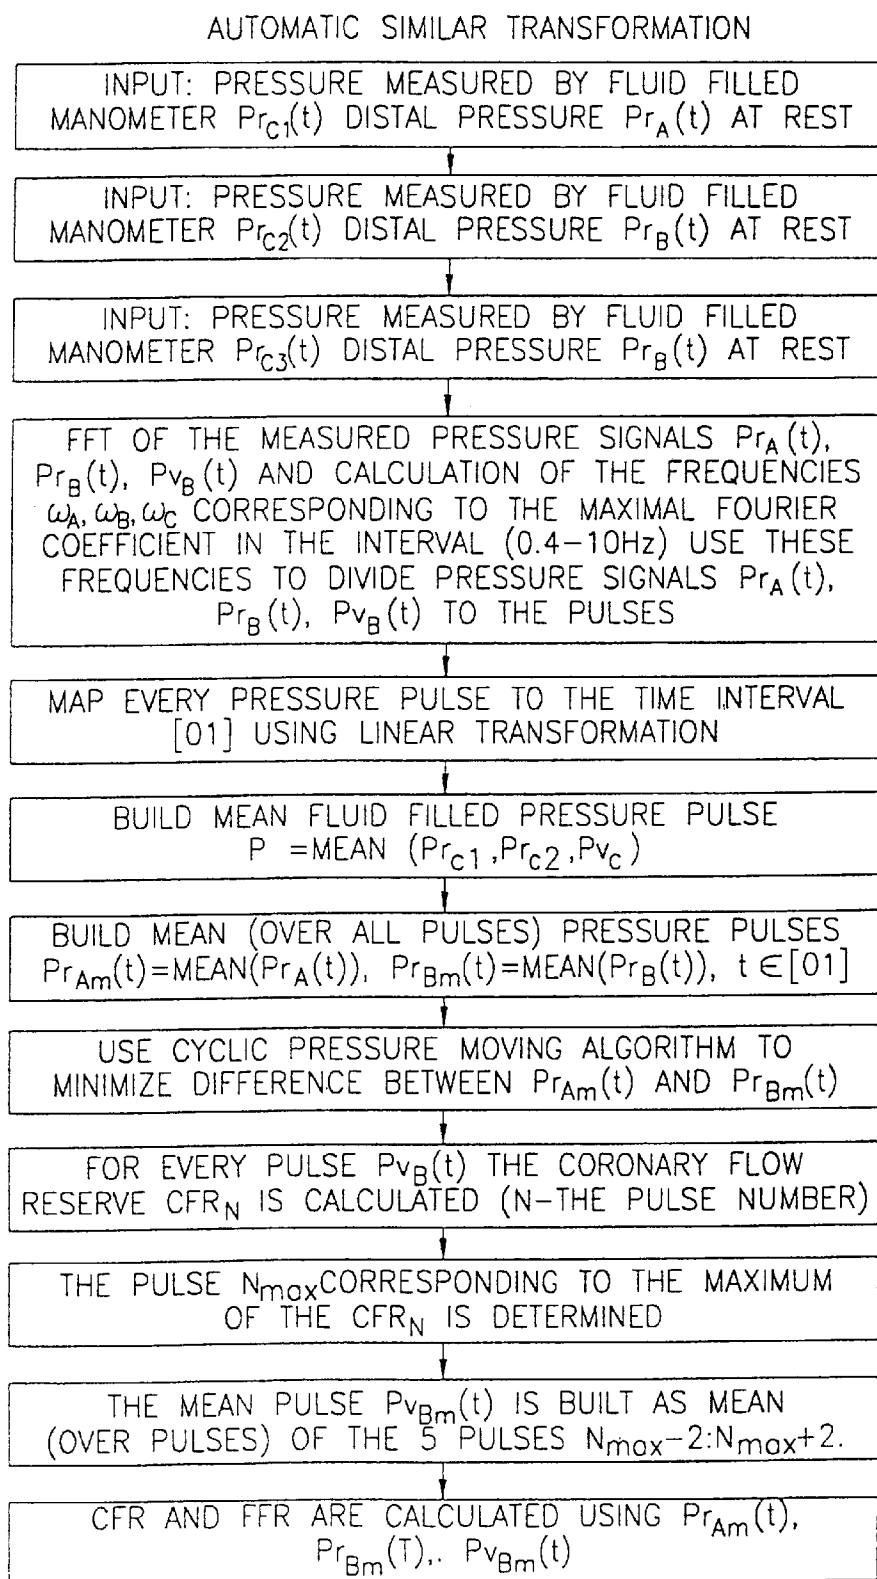 AUTOMATIC SIMILAR TRANSFORMATION
INPUT: PRESSURE MEASURED BY FLUID FILLED
MANOMETER Pr_C1(t) DISTAL PRESSURE Pr_A(t) AT REST
INPUT: PRESSURE MEASURED BY FLUID FILLED
MANOMETER Pr_C2(t) DISTAL PRESSURE Pr_B(t) AT REST
INPUT: PRESSURE MEASURED BY FLUID FILLED
MANOMETER Pr_C3(t) DISTAL PRESSURE Pr_B(t) AT REST
FFT OF THE MEASURED PRESSURE SIGNALS Pr_A(t),
Pr_B(t), Pv_B(t) AND CALCULATION OF THE FREQUENCIES
ω_A, ω_B, ω_C CORRESPONDING TO THE MAXIMAL FOURIER
COEFFICIENT IN THE INTERVAL (0.4–10Hz) USE THESE
FREQUENCIES TO DIVIDE PRESSURE SIGNALS Pr_A(t),
Pr_B(t), Pv_B(t) TO THE PULSES
MAP EVERY PRESSURE PULSE TO THE TIME INTERVAL
[01] USING LINEAR TRANSFORMATION
BUILD MEAN FLUID FILLED PRESSURE PULSE
P =MEAN (Pr_c1,Pr_c2,Pv_c)
BUILD MEAN (OVER ALL PULSES) PRESSURE PULSES
Pr_Am(t)=MEAN(Pr_A(t)), Pr_Bm(t)=MEAN(Pr_B(t)), t∈[01]
USE CYCLIC PRESSURE MOVING ALGORITHM TO
MINIMIZE DIFFERENCE BETWEEN Pr_Am(t) AND Pr_Bm(t)
FOR EVERY PULSE Pv_B(t) THE CORONARY FLOW
RESERVE CFR_N IS CALCULATED (N–THE PULSE NUMBER)
THE PULSE N_max CORRESPONDING TO THE MAXIMUM
OF THE CFR_N IS DETERMINED
THE MEAN PULSE Pv_Bm(t) IS BUILT AS MEAN
(OVER PULSES) OF THE 5 PULSES N_max–2:N_max+2.
CFR AND FFR ARE CALCULATED USING Pr_Am(t),
Pr_Bm(T),. Pv_Bm(t)